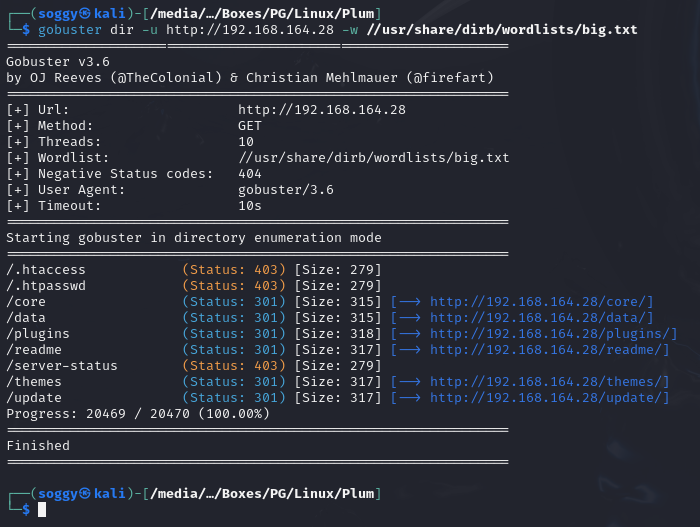 ┌──(soggy㉿kali)-[/media/…/Boxes/PG/Linux/Plum]
└─$ gobuster dir -u http://192.168.164.28 -w //usr/share/dirb/wordlists/big.txt
===============================================================
Gobuster v3.6
by OJ Reeves (@TheColonial) & Christian Mehlmauer (@firefart)
===============================================================
[+] Url:                     http://192.168.164.28
[+] Method:                  GET
[+] Threads:                 10
[+] Wordlist:                //usr/share/dirb/wordlists/big.txt
[+] Negative Status codes:   404
[+] User Agent:              gobuster/3.6
[+] Timeout:                 10s
===============================================================
Starting gobuster in directory enumeration mode
===============================================================
/.htaccess            (Status: 403) [Size: 279]
/.htpasswd            (Status: 403) [Size: 279]
/core                 (Status: 301) [Size: 315] [--> http://192.168.164.28/core/]
/data                 (Status: 301) [Size: 315] [--> http://192.168.164.28/data/]
/plugins              (Status: 301) [Size: 318] [--> http://192.168.164.28/plugins/]
/readme               (Status: 301) [Size: 317] [--> http://192.168.164.28/readme/]
/server-status        (Status: 403) [Size: 279]
/themes               (Status: 301) [Size: 317] [--> http://192.168.164.28/themes/]
/update               (Status: 301) [Size: 317] [--> http://192.168.164.28/update/]
Progress: 20469 / 20470 (100.00%)
===============================================================
Finished
===============================================================
┌──(soggy㉿kali)-[/media/…/Boxes/PG/Linux/Plum]
└─$